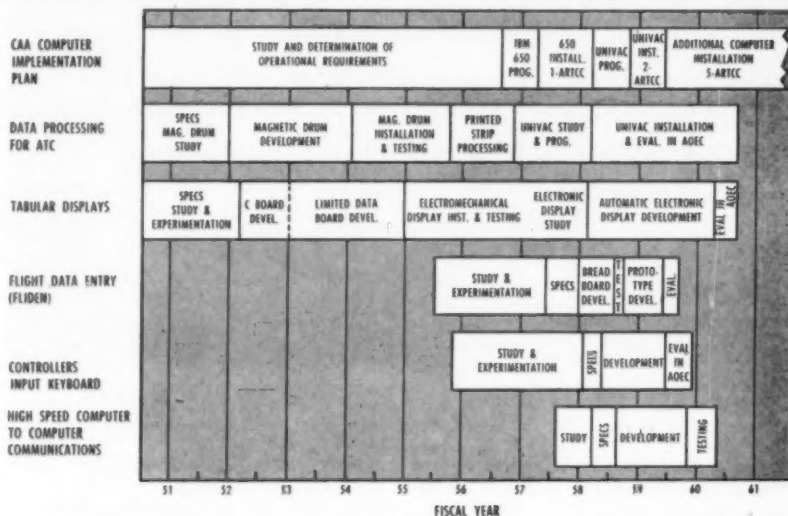 CAA COMPUTER
IMPLEMENTATION
PLAN
STUDY AND DETERMINATION OF
OPERATIONAL REQUIREMENTS
IBM
650
PROG.
650
INSTALL.
1-ARTCC
UNIVAC
PROG.
UNIVAC
INST.
2-
ARTCC
ADDITIONAL COMPUTER
INSTALLATION
5-ARTCC
DATA PROCESSING
FOR ATC
SPECS
MAG. DRUM
STUDY
MAGNETIC DRUM
DEVELOPMENT
MAG. DRUM
INSTALLATION
& TESTING
PRINTED
STRIP
PROCESSING
UNIVAC STUDY
& PROG.
UNIVAC INSTALLATION
& EVAL. IN AOEC
TABULAR DISPLAYS
SPECS
STUDY &
EXPERIMENTATION
C BOARD
DEVEL.
LIMITED DATA
BOARD DEVEL.
ELECTROMECHANICAL
DISPLAY INST. & TESTING
ELECTRONIC
DISPLAY
STUDY
AUTOMATIC ELECTRONIC
DISPLAY DEVELOPMENT
EVAL IN
AOEC
FLIGHT DATA ENTRY
(FLIDEN)
STUDY &
EXPERIMENTATION
SPECS
BREAD
BOARD
DEVEL.
TEST
PROTO-
TYPE
DEVEL.
EVAL.
CONTROLLERS
INPUT KEYBOARD
STUDY &
EXPERIMENTATION
SPECS
DEVELOPMENT
EVAL
IN
AOEC
HIGH SPEED COMPUTER
TO COMPUTER
COMMUNICATIONS
STUDY
SPECS
DEVELOPMENT
TESTING
51 52 53 54 55 56 57 58 59 60 61
FISCAL YEAR